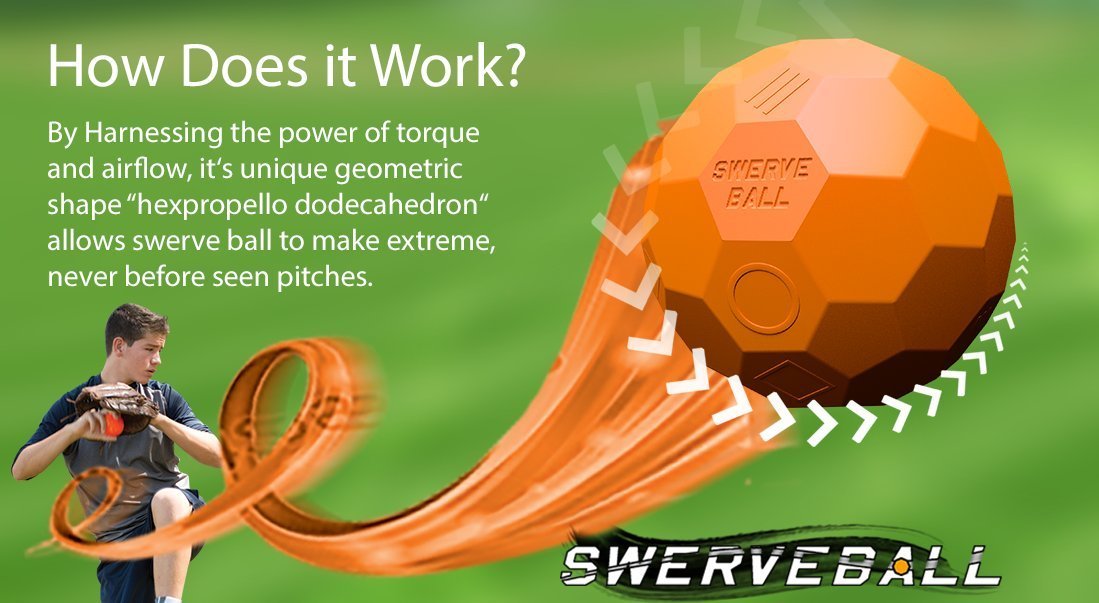 How Does it Work?
By Harnessing the power of torque
and airflow, it‘s unique geometric
shape “hexpropello dodecahedron“
allows swerve ball to make extreme,
never before seen pitches.
SWERVE
BALL
SWERVEBALL